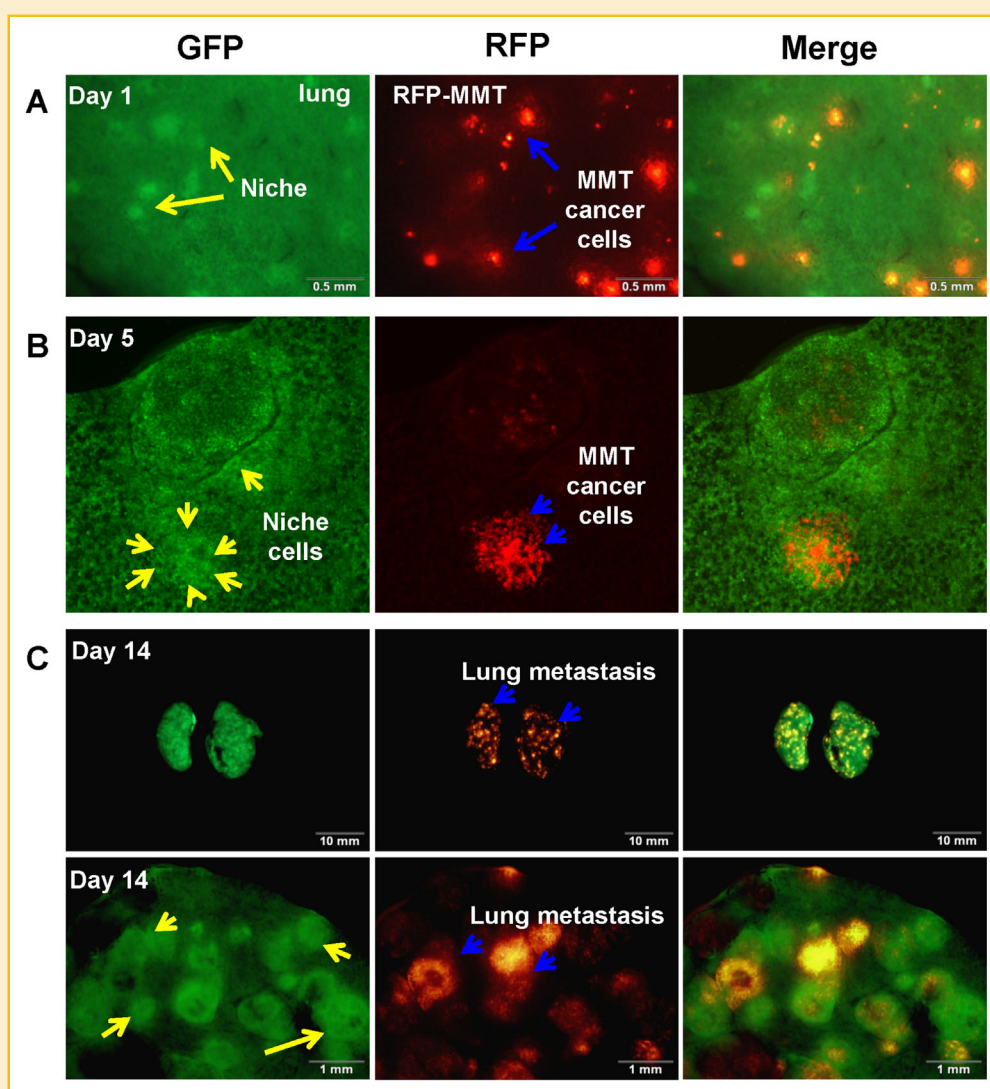 GFP
RFP
Merge
A
Day 1
lung
Niche
0.5 mm
RFP-MMT
MMT
cancer
cells
0.5 mm
0.5 mm
B
Day 5
Niche
cells
MMT
cancer
cells
C
Day 14
10 mm
Lung metastasis
10 mm
10 mm
Day 14
1 mm
Lung metastasis
1 mm
1 mm